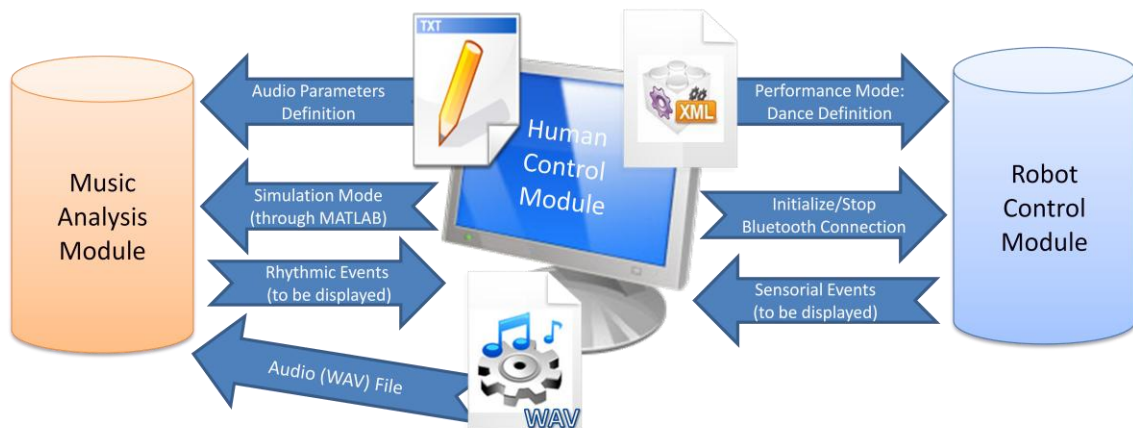 TXT
Audio Parameters
Definition
XML
Performance Mode:
Dance Definition
Human
Control
Module
Music
Analysis
Module
Simulation Mode
(through MATLAB)
Initialize/Stop
Bluetooth Connection
Robot
Control
Module
Rhythmic Events
(to be displayed)
Sensorial Events
(to be displayed)
Audio (WAV) File
WAV